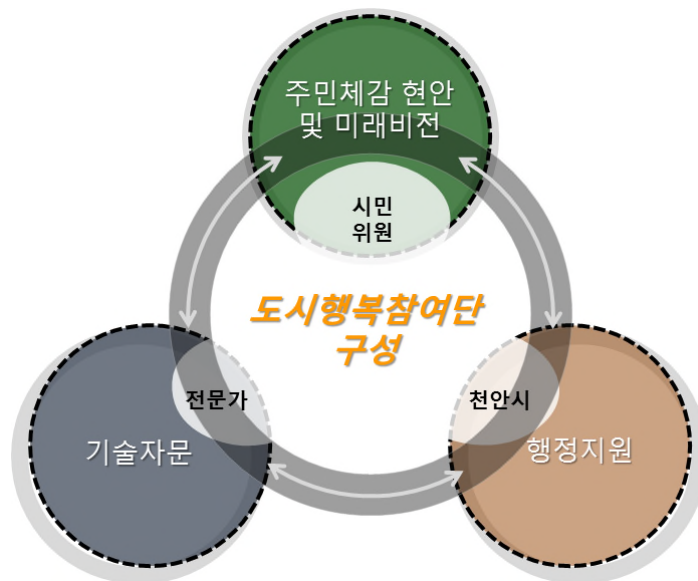 주민체감 현안
및 미래비전
시민
위원
도시행복참여단
구성
전문가
천안시
기술자문
행정지원